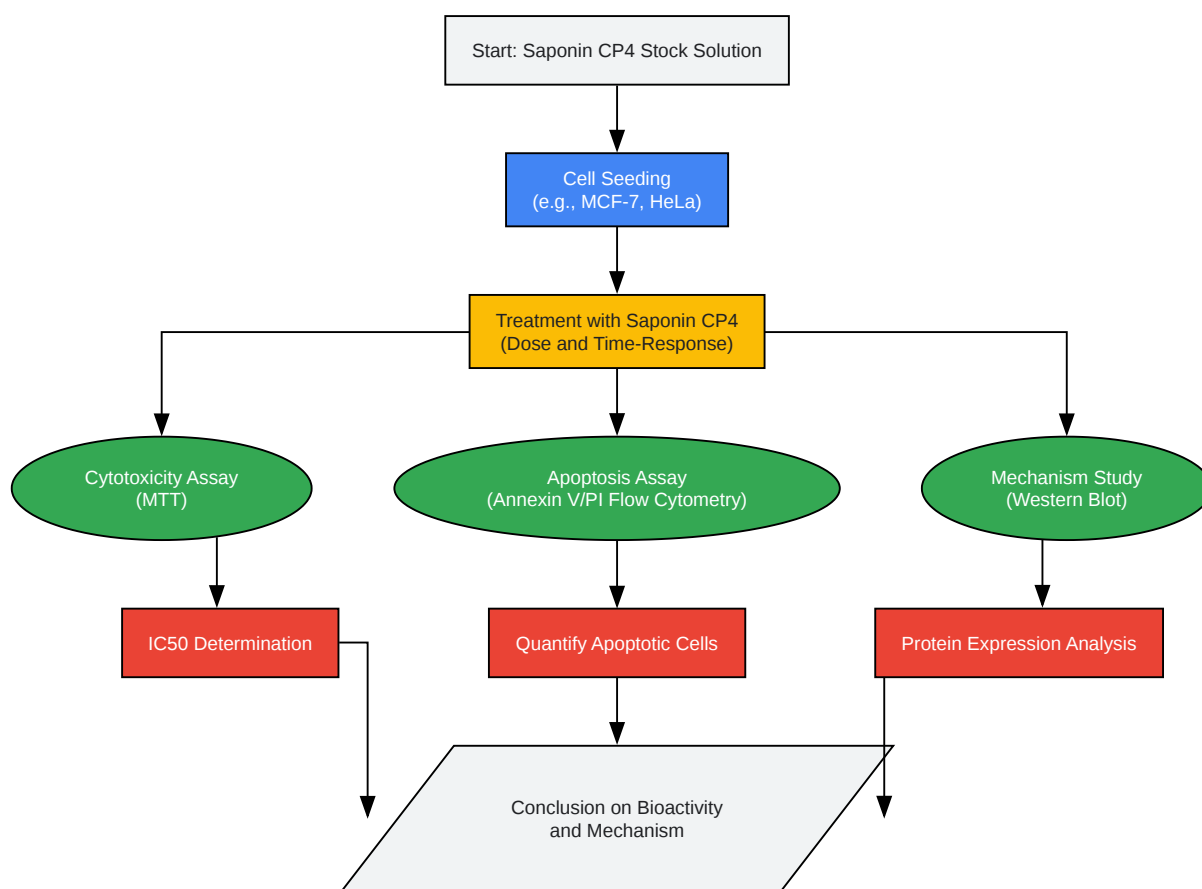 Start: Saponin CP4 Stock Solution
Cell Seeding
(e.g., MCF-7, HeLa)
Treatment with Saponin CP4
(Dose and Time-Response)
Cytotoxicity Assay
(MTT)
Apoptosis Assay
(Annexin V/PI Flow Cytometry)
Mechanism Study
(Western Blot)
IC50 Determination
Quantify Apoptotic Cells
Protein Expression Analysis
Conclusion on Bioactivity
and Mechanism